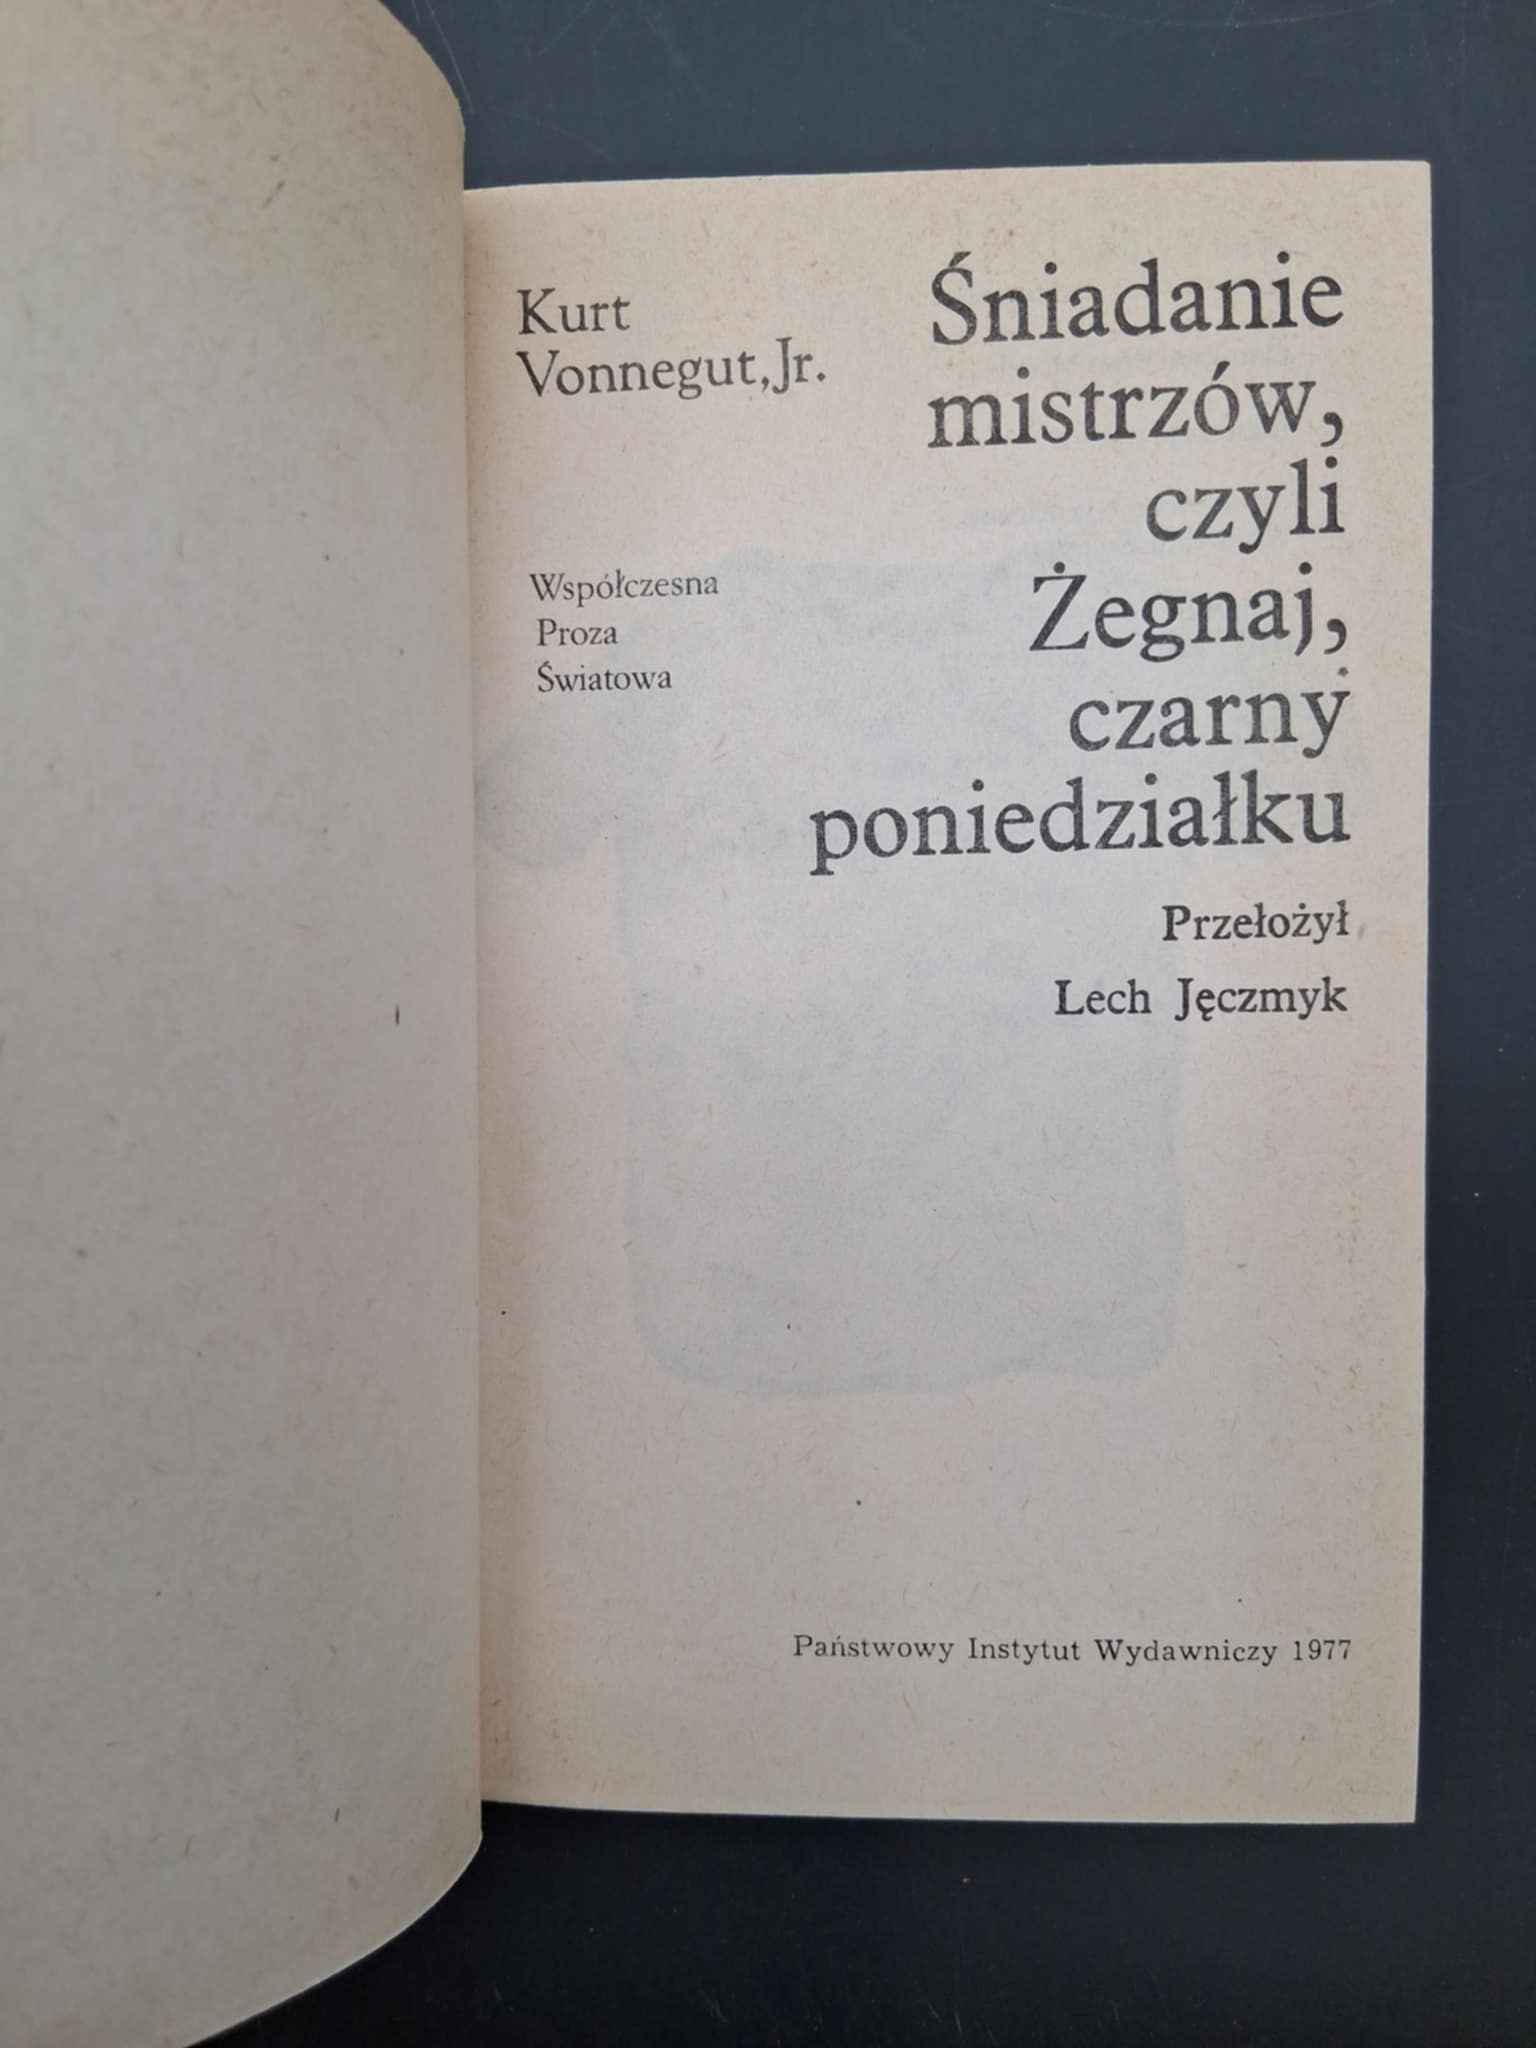 Kurt
Vonnegut, Jr.
Współczesna
Proza
Światowa
Śniadanie
mistrzów,
czyli
Żegnaj,
czarny
poniedziałku
Przełożył
Lech Jęczmyk
Państwowy Instytut Wydawniczy 1977